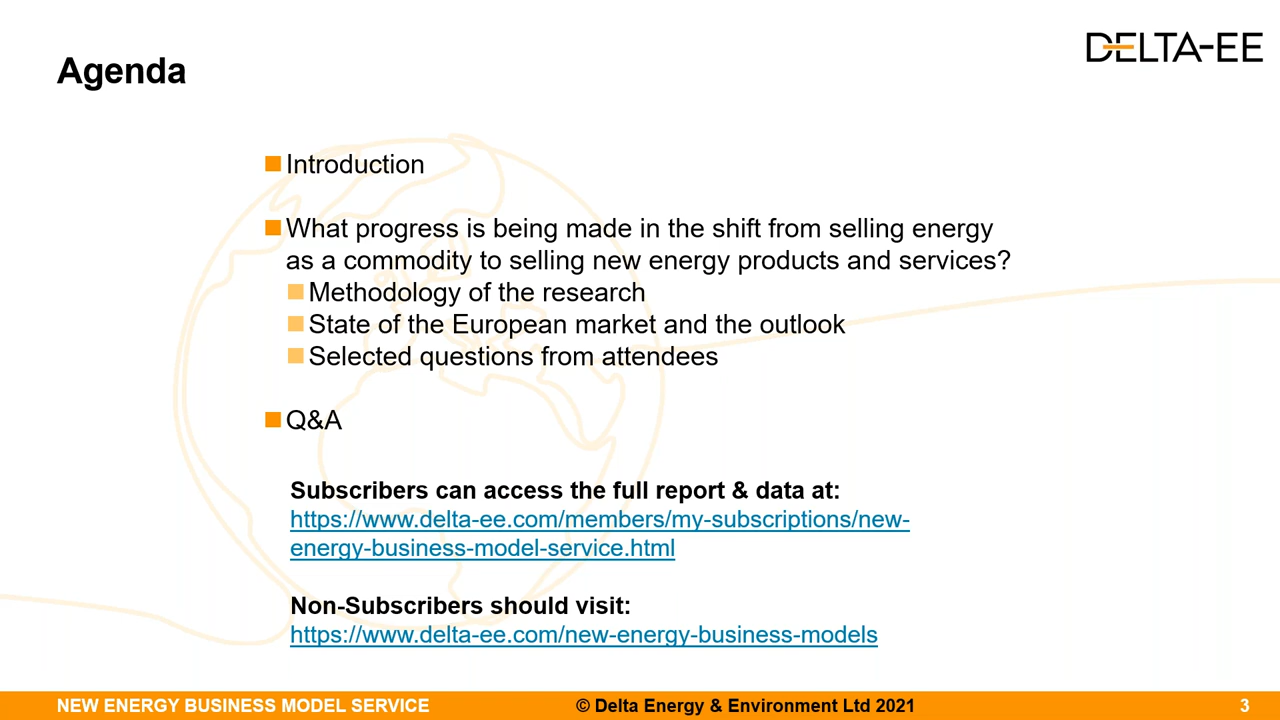 DELTA-EE
Agenda
Introduction
What progress is being made in the shift from selling energy
as a commodity to selling new energy products and services?
Methodology of the research
State of the European market and the outlook
Selected questions from attendees
Q&A
Subscribers can access the full report & data at:
https://www.delta-ee.com/members/my-subscriptions/new-
energy-business-model-service.html
Non-Subscribers should visit:
https://www.delta-ee.com/new-energy-business-models
NEW ENERGY BUSINESS MODEL SERVICE
© Delta Energy & Environment Ltd 2021
3